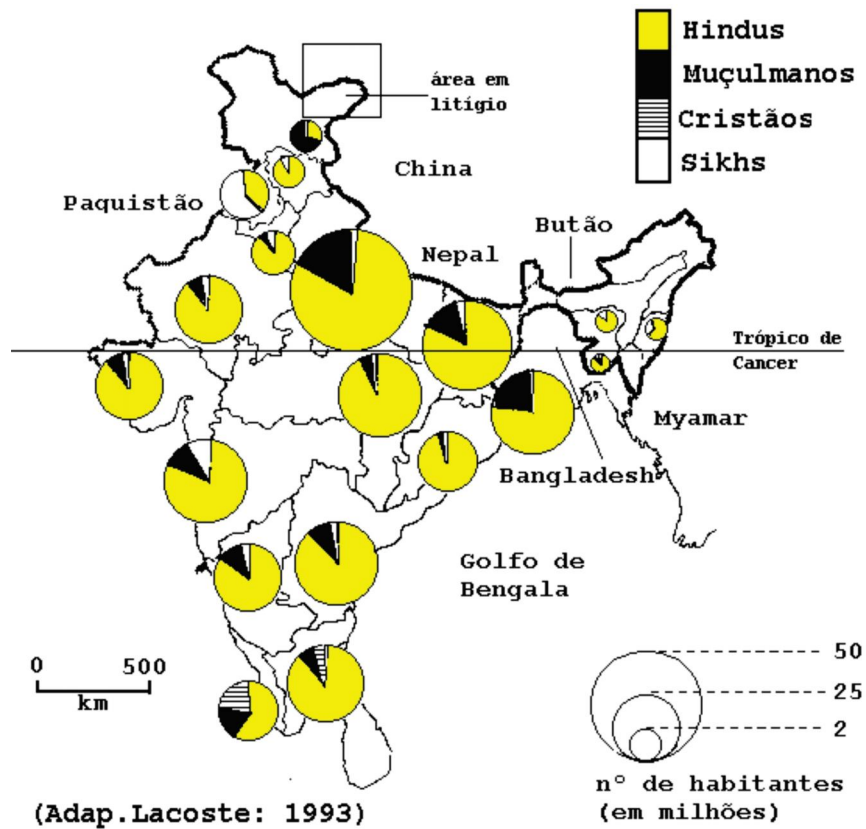 Hindus
Muçulmanos
Cristãos
Sikhs
área em
litígio
China
Paquistão
Nepal
Butão
Trópico de
Cancer
Myamar
Bangladesh
Golfo de
Bengala
0 500
km
50
25
2
n° de habitantes
(em milhões)
(Adap.Lacoste: 1993)